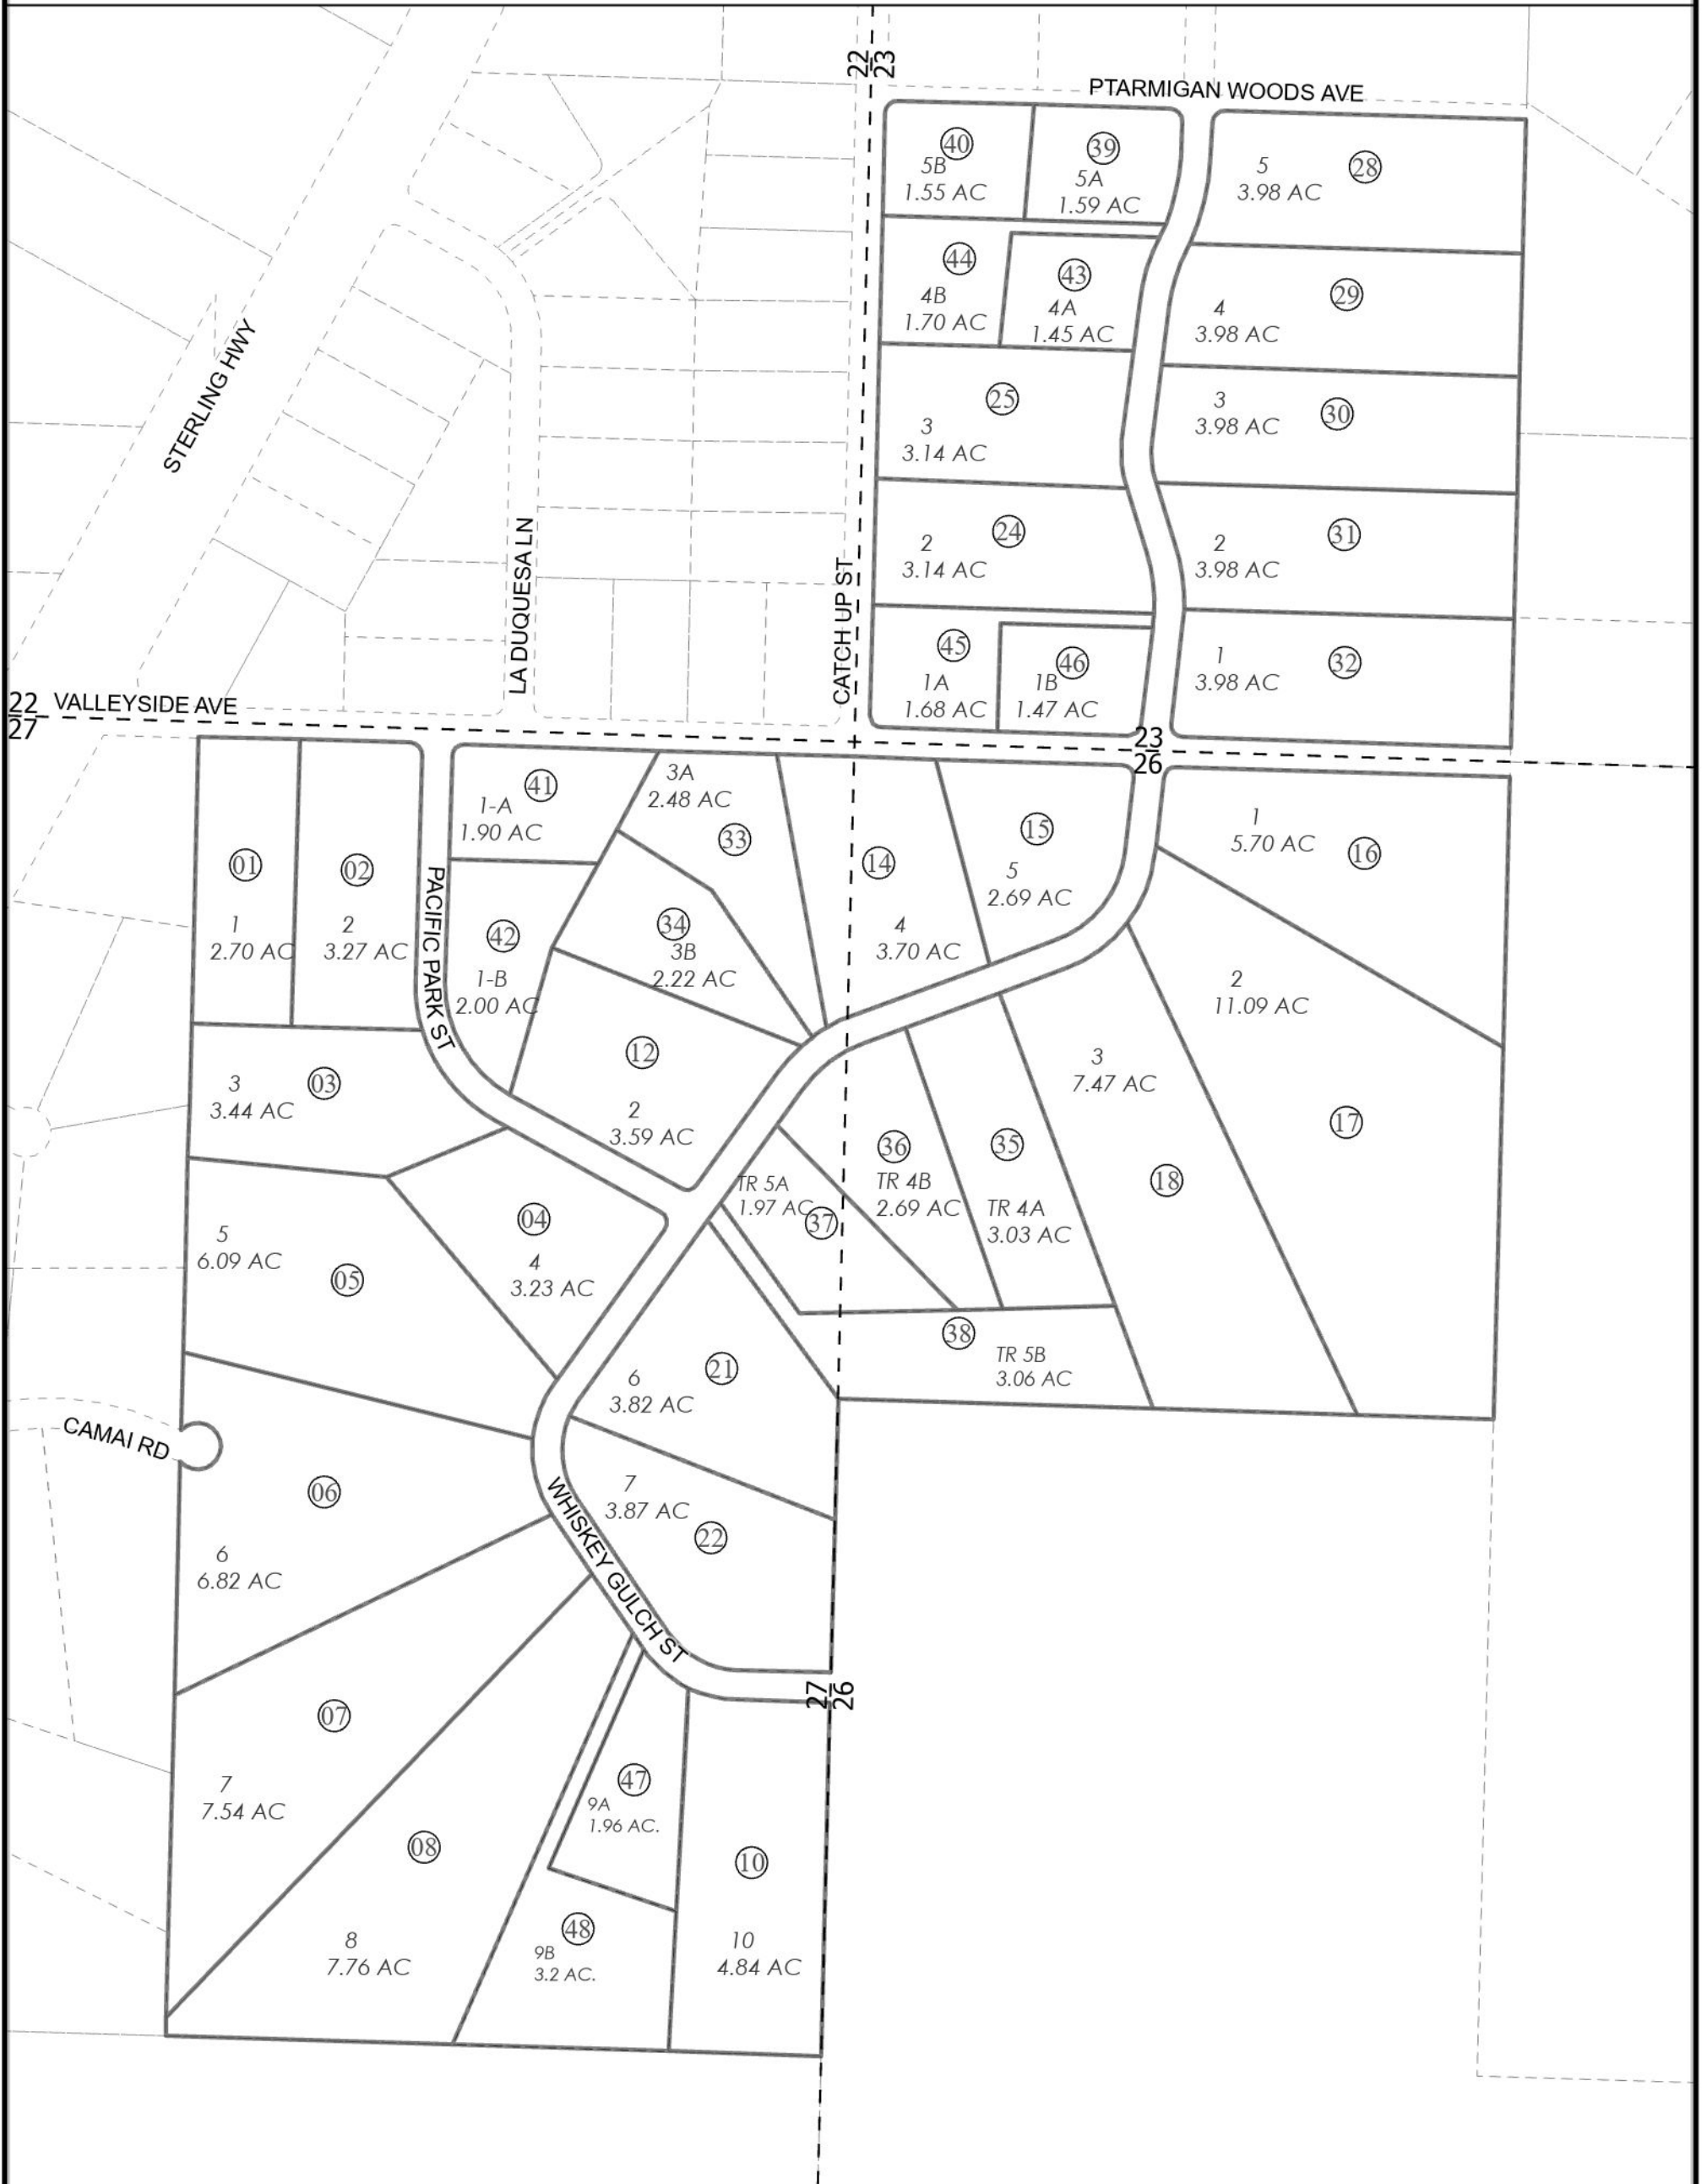 22
23
PTARMIGAN WOODS AVE
40
5B
1.55 AC
39
5A
1.59 AC
5
28
3.98 AC
44
4B
1.70 AC
43
4A
1.45 AC
29
4
3.98 AC
STERLING HWY
25
3
3.14 AC
3
30
3.98 AC
24
2
3.14 AC
31
2
3.98 AC
LA DUQUESA LN
CATCH UP ST
45
1A
1.68 AC
46
1B
1.47 AC
1
32
3.98 AC
22
VALLEYSIDE AVE
27
23
26
01
1
2.70 AC
02
2
3.27 AC
PACIFIC PARK ST
41
1-A
1.90 AC
3A
2.48 AC
33
14
4
3.70 AC
15
5
2.69 AC
1
5.70 AC
16
42
1-B
2.00 AC
34
3B
2.22 AC
2
11.09 AC
17
3
03
3.44 AC
12
2
3.59 AC
3
7.47 AC
18
TR 5A
1.97 AC
37
36
TR 4B
2.69 AC
35
TR 4A
3.03 AC
04
4
3.23 AC
5
6.09 AC
05
38
TR 5B
3.06 AC
21
6
3.82 AC
CAMAI RD
06
6
6.82 AC
7
3.87 AC
22
WHISKEY GULCH ST
27
26
07
7
7.54 AC
47
9A
1.96 AC.
08
8
7.76 AC
10
10
4.84 AC
48
9B
3.2 AC.